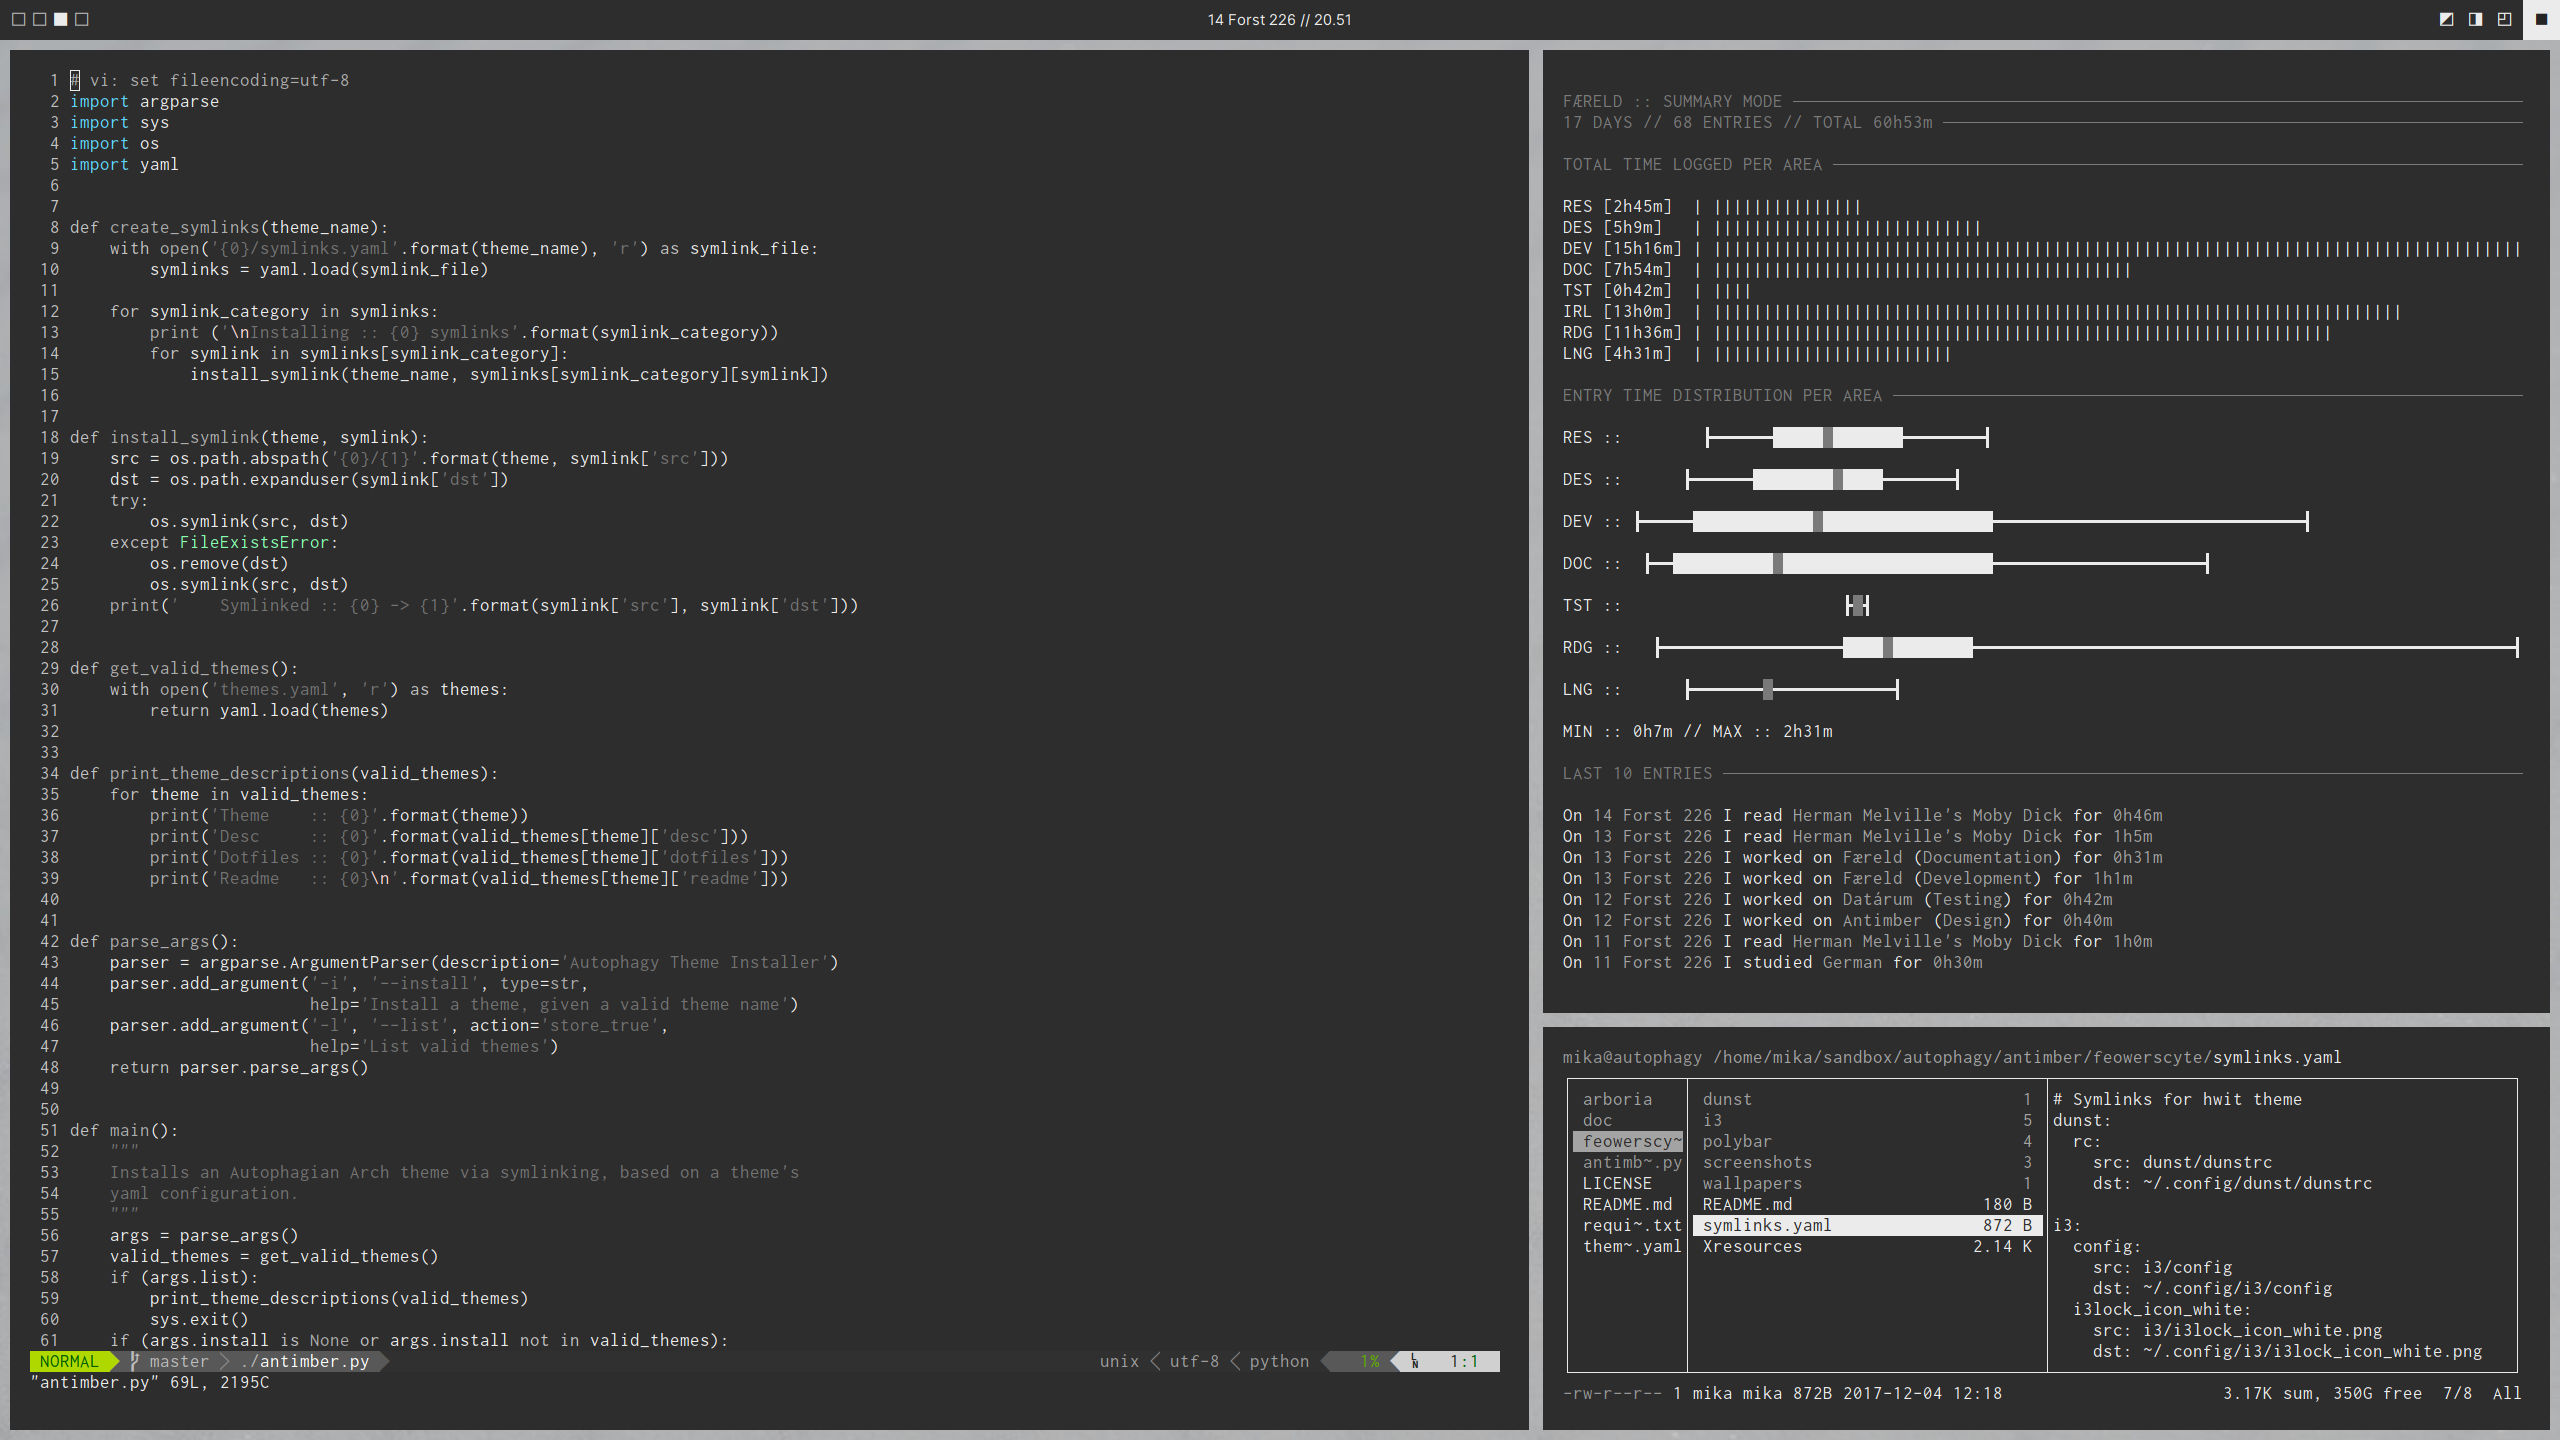 14 Forst 226 // 20.51
1 # vi: set fileencoding=utf-8
2 import argparse
3 import sys
4 import os
5 import yaml
6
7
8 def create_symlinks(theme_name):
9     with open('{0}/symlinks.yaml'.format(theme_name), 'r') as symlink_file:
10         symlinks = yaml.load(symlink_file)
11
12     for symlink_category in symlinks:
13         print ('\nInstalling :: {0} symlinks'.format(symlink_category))
14         for symlink in symlinks[symlink_category]:
15             install_symlink(theme_name, symlinks[symlink_category][symlink])
16
17
18 def install_symlink(theme, symlink):
19     src = os.path.abspath('{0}/{1}'.format(theme, symlink['src']))
20     dst = os.path.expanduser(symlink['dst'])
21     try:
22         os.symlink(src, dst)
23     except FileExistsError:
24         os.remove(dst)
25         os.symlink(src, dst)
26     print('    Symlinked :: {0} -> {1}'.format(symlink['src'], symlink['dst']))
27
28
29 def get_valid_themes():
30     with open('themes.yaml', 'r') as themes:
31         return yaml.load(themes)
32
33
34 def print_theme_descriptions(valid_themes):
35     for theme in valid_themes:
36         print('Theme    :: {0}'.format(theme))
37         print('Desc     :: {0}'.format(valid_themes[theme]['desc']))
38         print('Dotfiles :: {0}'.format(valid_themes[theme]['dotfiles']))
39         print('Readme   :: {0}\n'.format(valid_themes[theme]['readme']))
40
41
42 def parse_args():
43     parser = argparse.ArgumentParser(description='Autophagy Theme Installer')
44     parser.add_argument('-i', '--install', type=str,
45                         help='Install a theme, given a valid theme name')
46     parser.add_argument('-l', '--list', action='store_true',
47                         help='List valid themes')
48     return parser.parse_args()
49
50
51 def main():
52     """
53     Installs an Autophagian Arch theme via symlinking, based on a theme's
54     yaml configuration.
55     """
56     args = parse_args()
57     valid_themes = get_valid_themes()
58     if (args.list):
59         print_theme_descriptions(valid_themes)
60         sys.exit()
61     if (args.install is None or args.install not in valid_themes):
NORMAL master ./antimber.py unix utf-8 python 1% LN 1:1
"antimber.py" 69L, 2195C
FÆRELD :: SUMMARY MODE
17 DAYS // 68 ENTRIES // TOTAL 60h53m
TOTAL TIME LOGGED PER AREA
RES [2h45m]
DES [5h9m]
DEV [15h16m]
DOC [7h54m]
TST [0h42m]
IRL [13h0m]
RDG [11h36m]
LNG [4h31m]
ENTRY TIME DISTRIBUTION PER AREA
RES ::
DES ::
DEV ::
DOC ::
TST ::
RDG ::
LNG ::
MIN :: 0h7m // MAX :: 2h31m
LAST 10 ENTRIES
On 14 Forst 226 I read Herman Melville's Moby Dick for 0h46m
On 13 Forst 226 I read Herman Melville's Moby Dick for 1h5m
On 13 Forst 226 I worked on Færeld (Documentation) for 0h31m
On 13 Forst 226 I worked on Færeld (Development) for 1h1m
On 12 Forst 226 I worked on Datárum (Testing) for 0h42m
On 12 Forst 226 I worked on Antimber (Design) for 0h40m
On 11 Forst 226 I read Herman Melville's Moby Dick for 1h0m
On 11 Forst 226 I studied German for 0h30m
mika@autophagy /home/mika/sandbox/autophagy/antimber/feowerscyte/symlinks.yaml
arboria
doc
feowerscy~
antimb~.py
LICENSE
README.md
requi~.txt
them~.yaml
dunst 1
i3 5
polybar 4
screenshots 3
wallpapers 1
README.md 180 B
symlinks.yaml 872 B
Xresources 2.14 K
# Symlinks for hwit theme
dunst:
  rc:
    src: dunst/dunstrc
    dst: ~/.config/dunst/dunstrc
i3:
  config:
    src: i3/config
    dst: ~/.config/i3/config
  i3lock_icon_white:
    src: i3/i3lock_icon_white.png
    dst: ~/.config/i3/i3lock_icon_white.png
-rw-r--r-- 1 mika mika 872B 2017-12-04 12:18 3.17K sum, 350G free 7/8 All